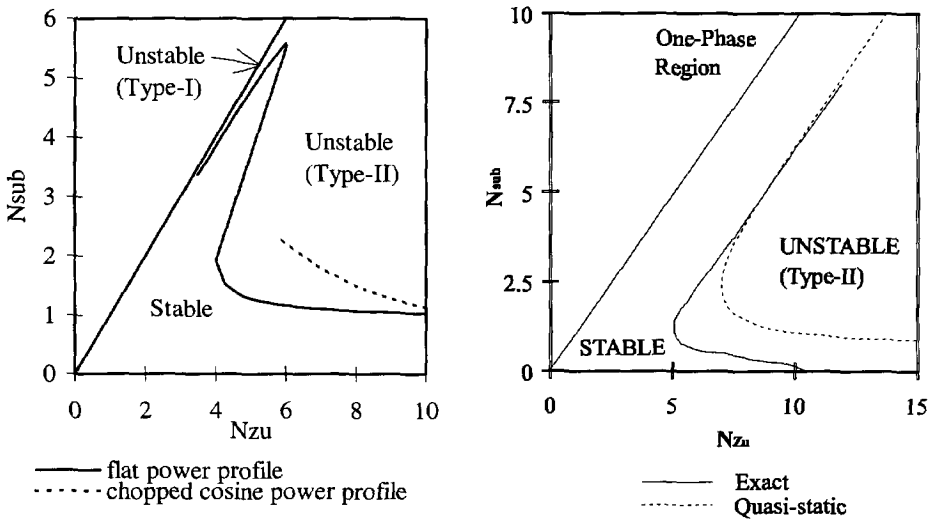 6
5
4
3
2
1
0
Nsub
Unstable
(Type-I)
Unstable
(Type-II)
Stable
0 2 4 6 8 10
Nzu
flat power profile
chopped cosine power profile
10
7.5
5
2.5
0
Nsub
One-Phase
Region
UNSTABLE
(Type-II)
STABLE
0 5 10 15
Nzu
Exact
Quasi-static